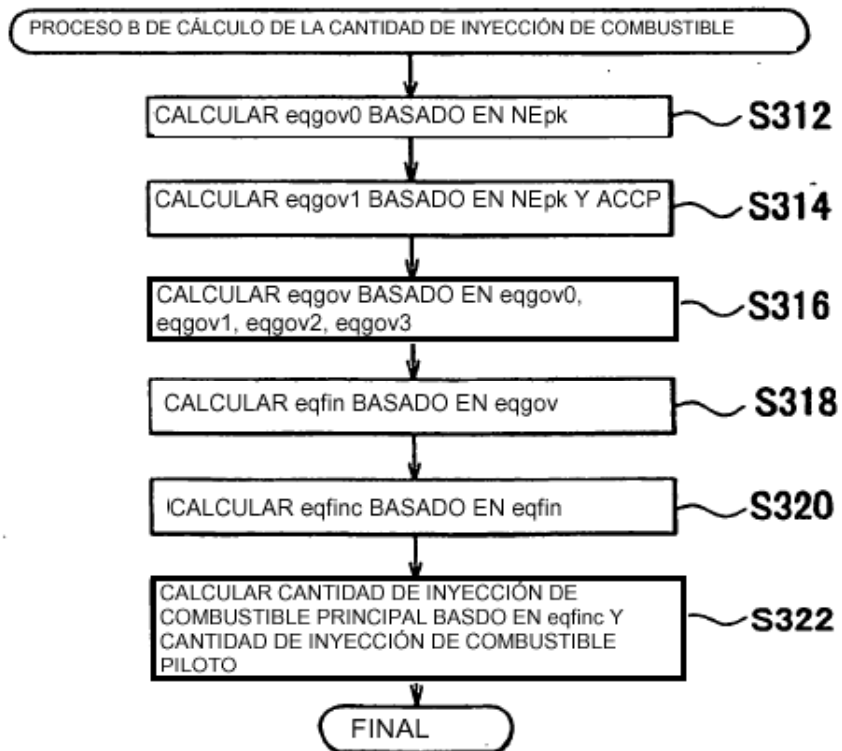 PROCESO B DE CÁLCULO DE LA CANTIDAD DE INYECCIÓN DE COMBUSTIBLE
CALCULAR eqgov0 BASADO EN NEpk
S312
CALCULAR eqgov1 BASADO EN NEpk Y ACCP
S314
CALCULAR eqgov BASADO EN eqgov0,
eqgov1, eqgov2, eqgov3
S316
CALCULAR eqfin BASADO EN eqgov
S318
CALCULAR eqfinc BASADO EN eqfin
S320
CALCULAR CANTIDAD DE INYECCIÓN DE
COMBUSTIBLE PRINCIPAL BASDO EN eqfinc Y
CANTIDAD DE INYECCIÓN DE COMBUSTIBLE
PILOTO
S322
FINAL